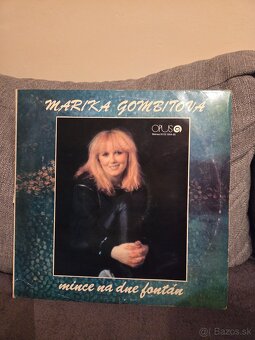 MARIKA GOMBITOVÁ
OPUS
mince na dne fontán
Bazos.sk